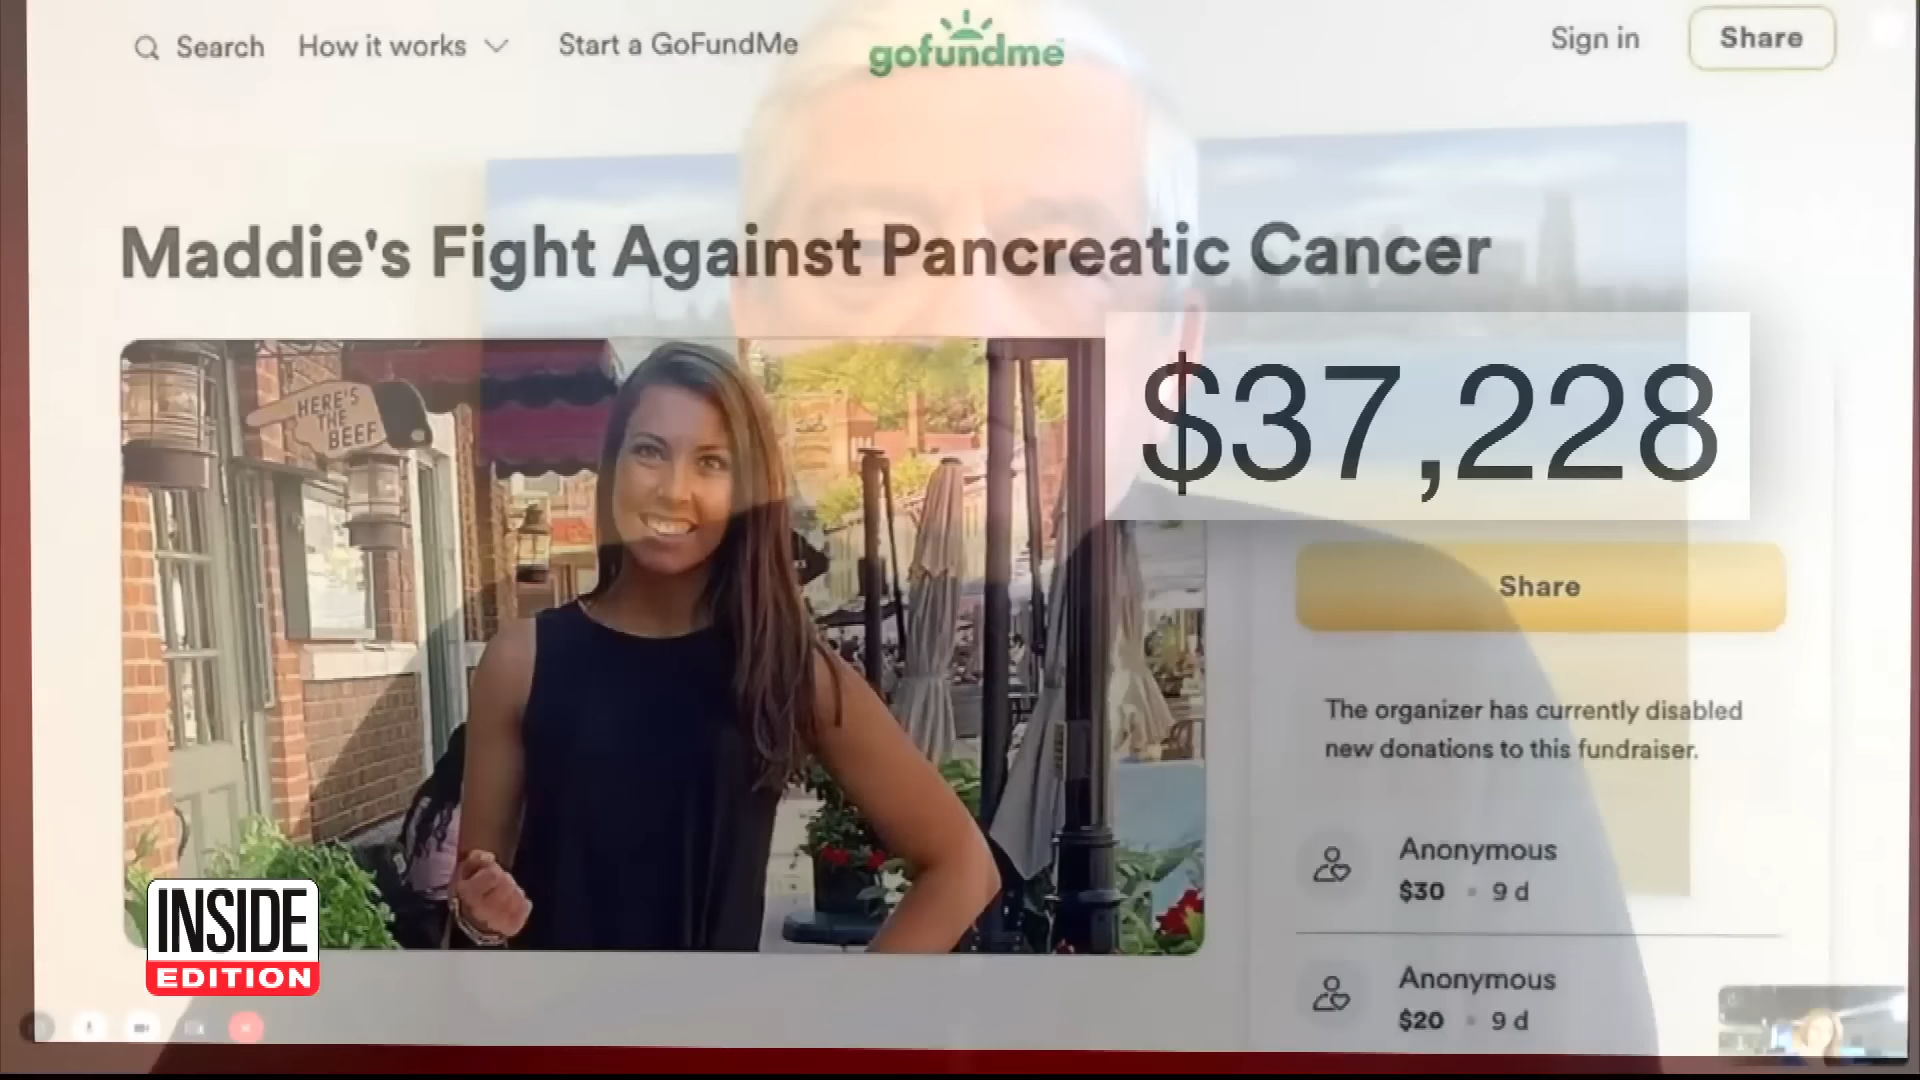 Search How it works Start a GoFundMe gofundme Sign in Share
Maddie's Fight Against Pancreatic Cancer
HERE'S
THE
BEEF
$37,228
Share
The organizer has currently disabled
new donations to this fundraiser.
Anonymous
$30 • 9 d
Anonymous
$20 • 9 d
INSIDE
EDITION